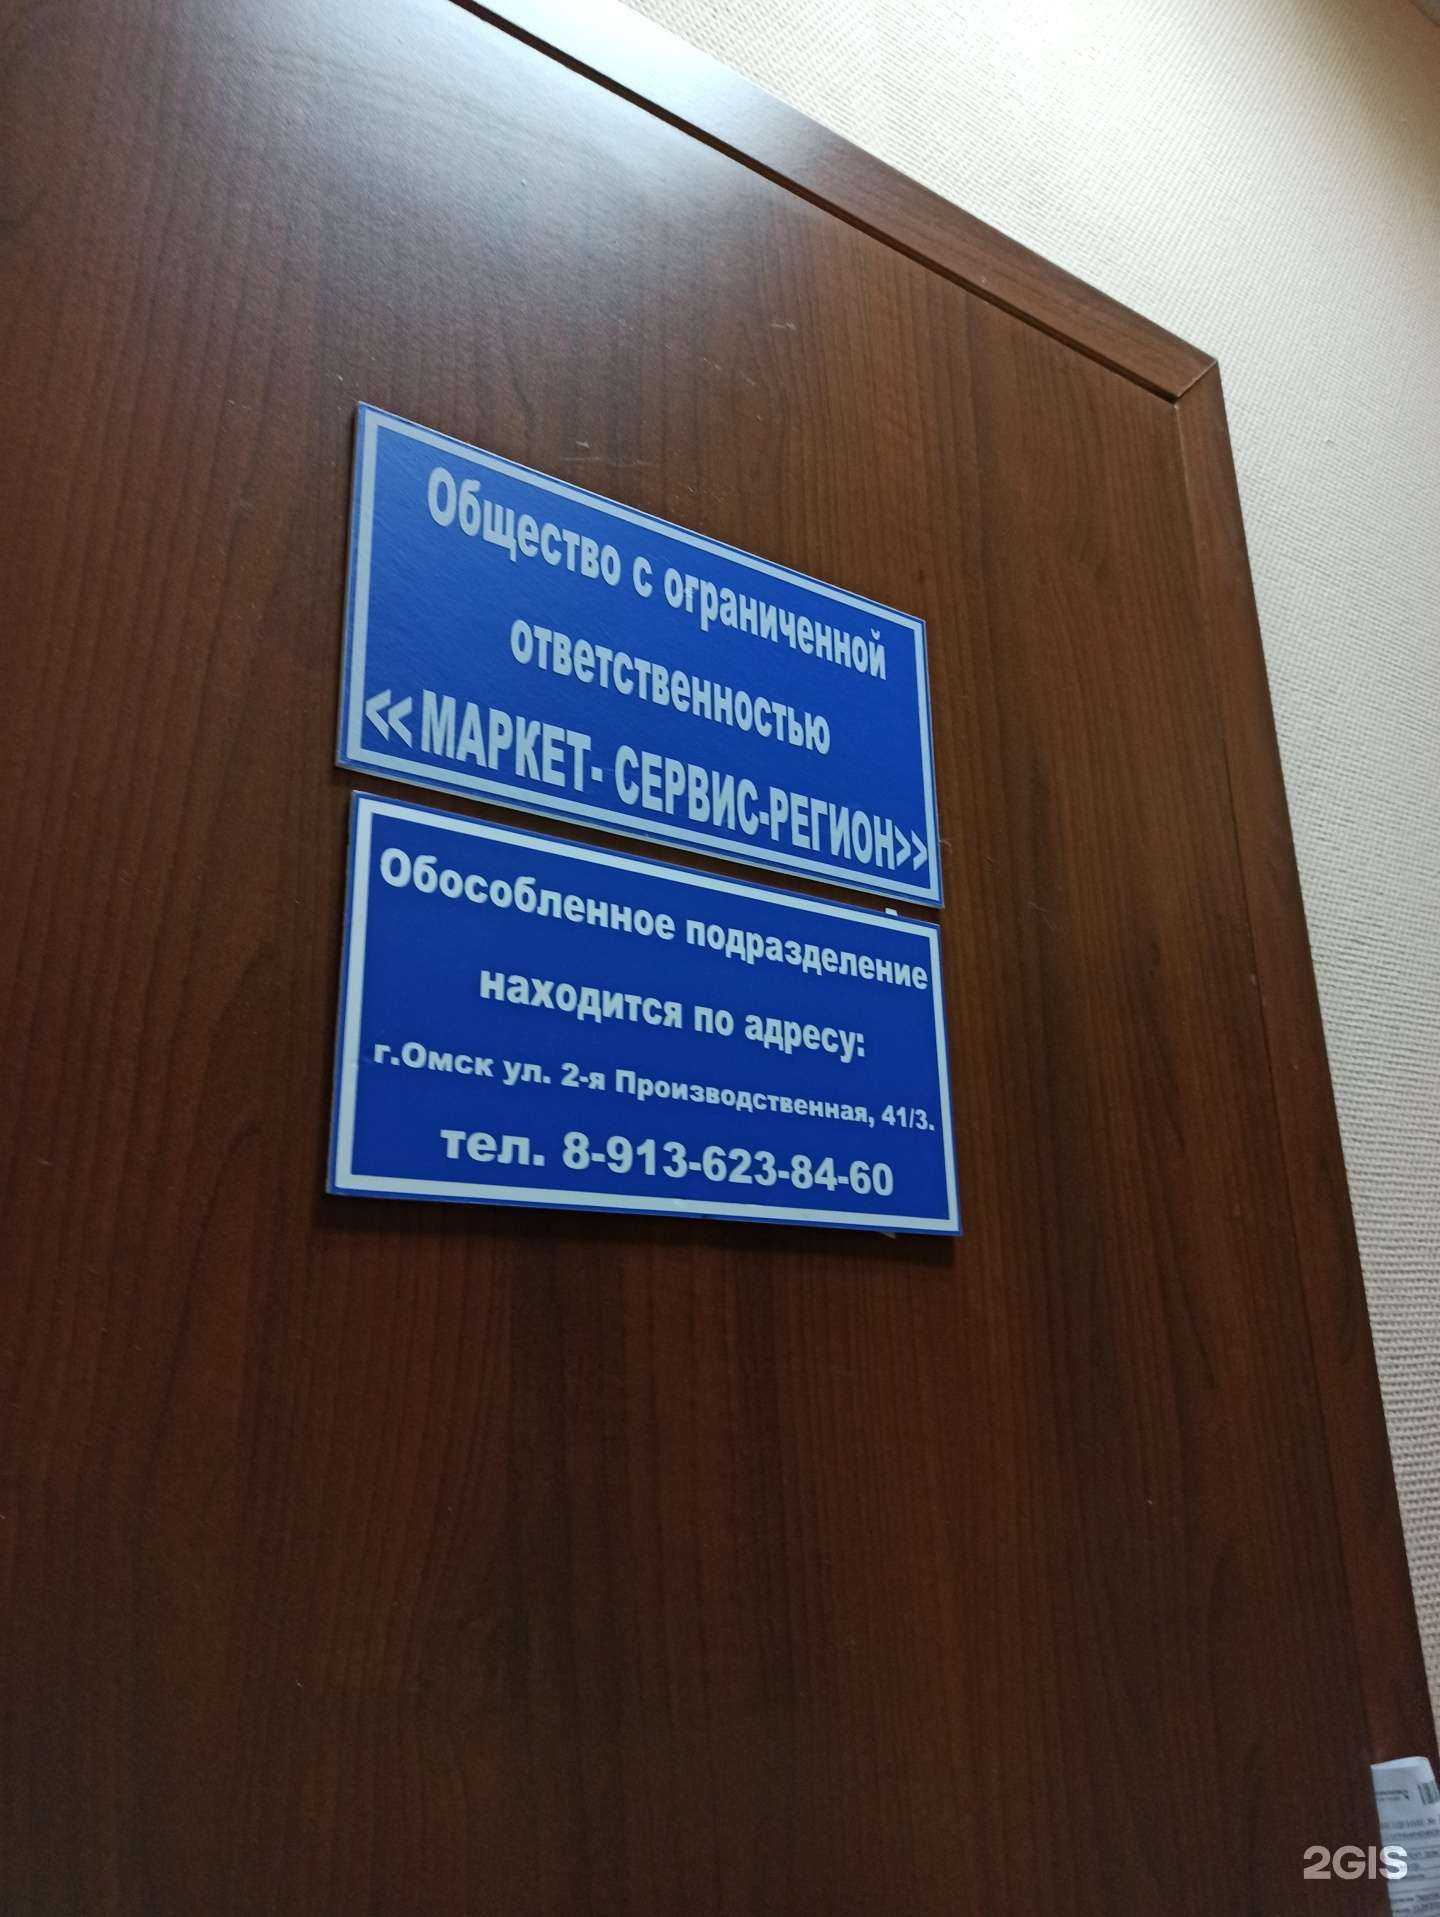 Общество с ограниченной
ответственностью
<<МАРКЕТ- СЕРВИС-РЕГИОН>>
Обособленное подразделение
находится по адресу:
г.Омск ул. 2-я Производственная, 41/3.
тел. 8-913-623-84-60
2GIS